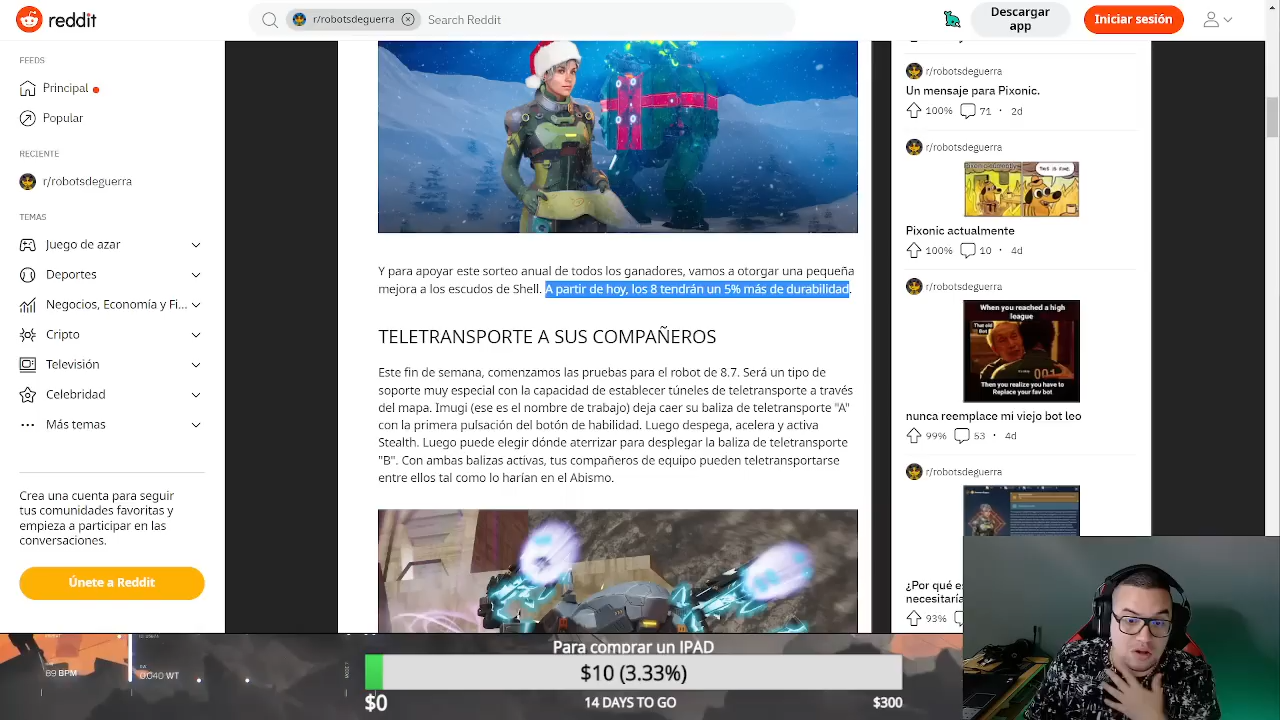 reddit
r/robotsdeguerra
Search Reddit
Descargar
app
Iniciar sesión
FEEDS
Principal
Popular
RECIENTE
r/robotsdeguerra
TEMAS
Juego de azar
Deportes
Negocios, Economía y Fi...
Cripto
Televisión
Celebridad
Más temas
Crea una cuenta para seguir
tus comunidades favoritas y
empieza a participar en las
conversaciones.
Únete a Reddit
Y para apoyar este sorteo anual de todos los ganadores, vamos a otorgar una pequeña
mejora a los escudos de Shell. A partir de hoy, los 8 tendrán un 5% más de durabilidad.
TELETRANSPORTE A SUS COMPAÑEROS
Este fin de semana, comenzamos las pruebas para el robot de 8.7. Será un tipo de
soporte muy especial con la capacidad de establecer túneles de teletransporte a través
del mapa. Imugi (ese es el nombre de trabajo) deja caer su baliza de teletransporte "A"
con la primera pulsación del botón de habilidad. Luego despega, acelera y activa
Stealth. Luego puede elegir dónde aterrizar para desplegar la baliza de teletransporte
"B". Con ambas balizas activas, tus compañeros de equipo pueden teletransportarse
entre ellos tal como lo harían en el Abismo.
r/robotsdeguerra
Un mensaje para Pixonic.
100% 71 · 2d
r/robotsdeguerra
THIS IS FINE.
Pixonic actualmente
100% 10 · 4d
r/robotsdeguerra
When you reached a high
league
001
Then you realize you have to
Replace your fav bot
nunca reemplace mi viejo bot leo
99% 53 · 4d
r/robotsdeguerra
¿Por qué es
necesitaría
93%
89 BPM
0.040 WT
Para comprar un IPAD
$10 (3.33%)
$0
14 DAYS TO GO
$300